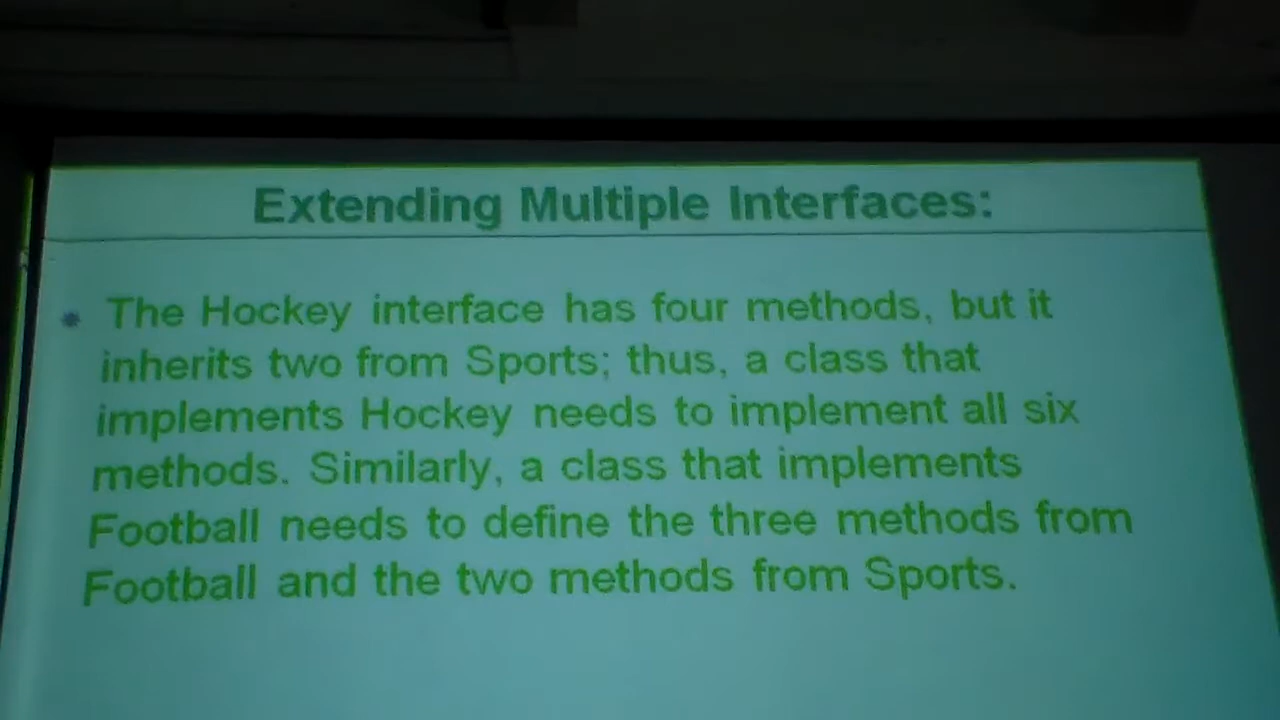 Extending Multiple Interfaces:
* The Hockey interface has four methods, but it
inherits two from Sports; thus, a class that
implements Hockey needs to implement all six
methods. Similarly, a class that implements
Football needs to define the three methods from
Football and the two methods from Sports.